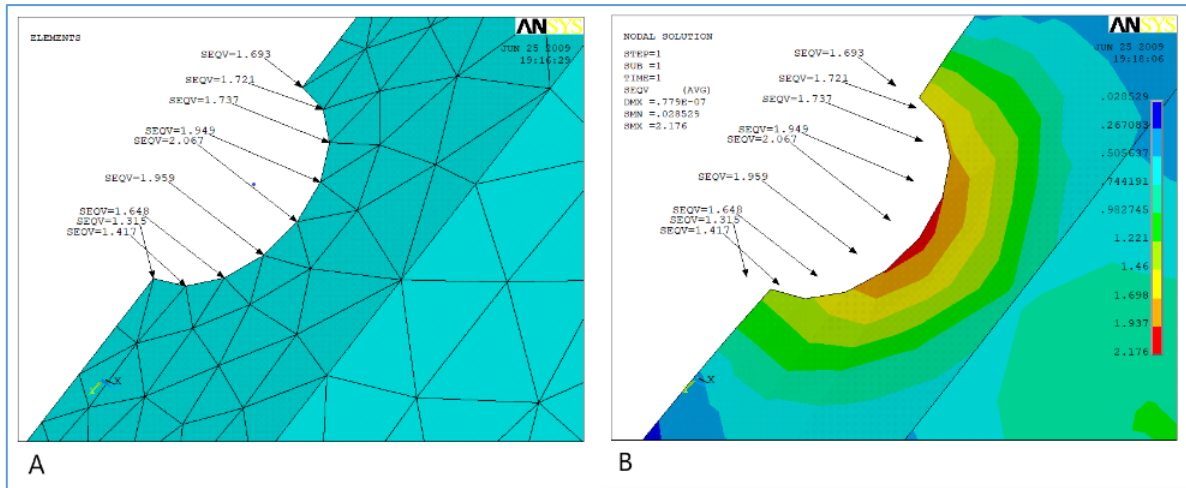 ANSYS
ELEMENTS
JUN 25 2009
19:16:29
SEQV=1.693
SEQV=1.721
SEQV=1.737
SEQV=1.949
SEQV=2.067
SEQV=1.959
SEQV=1.648
SEQV=1.315
SEQV=1.417
X
A
ANSYS
NODAL SOLUTION
JUN 25 2009
19:18:06
STEP=1
SUB =1
TIME=1
SEQV (AVG)
DMX =.775E-07
SMN =.028529
SMX =2.176
SEQV=1.693
SEQV=1.721
SEQV=1.737
SEQV=1.949
SEQV=2.067
SEQV=1.959
SEQV=1.648
SEQV=1.315
SEQV=1.417
X
.028529
.267083
.505637
.744191
.982745
1.221
1.46
1.698
1.937
2.176
B